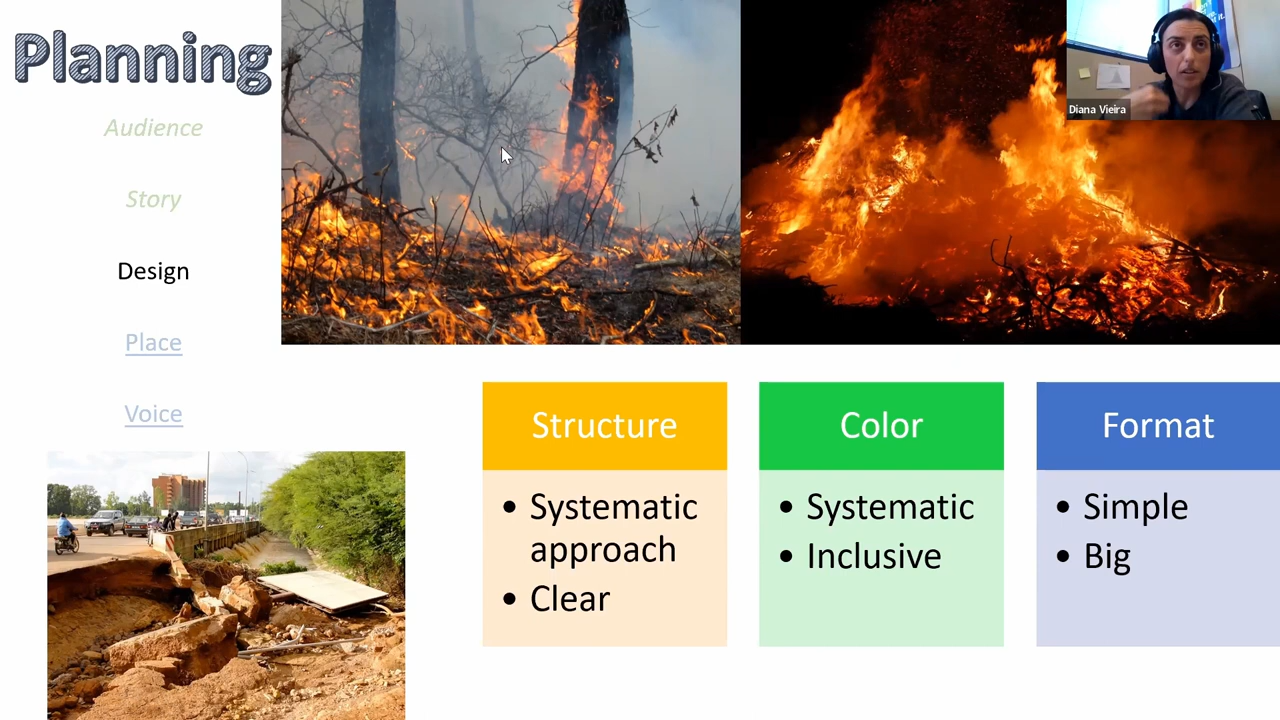 Planning
Audience
Story
Design
Place
Voice
Diana Vieira
Structure
• Systematic
approach
• Clear
Color
• Systematic
• Inclusive
Format
• Simple
• Big